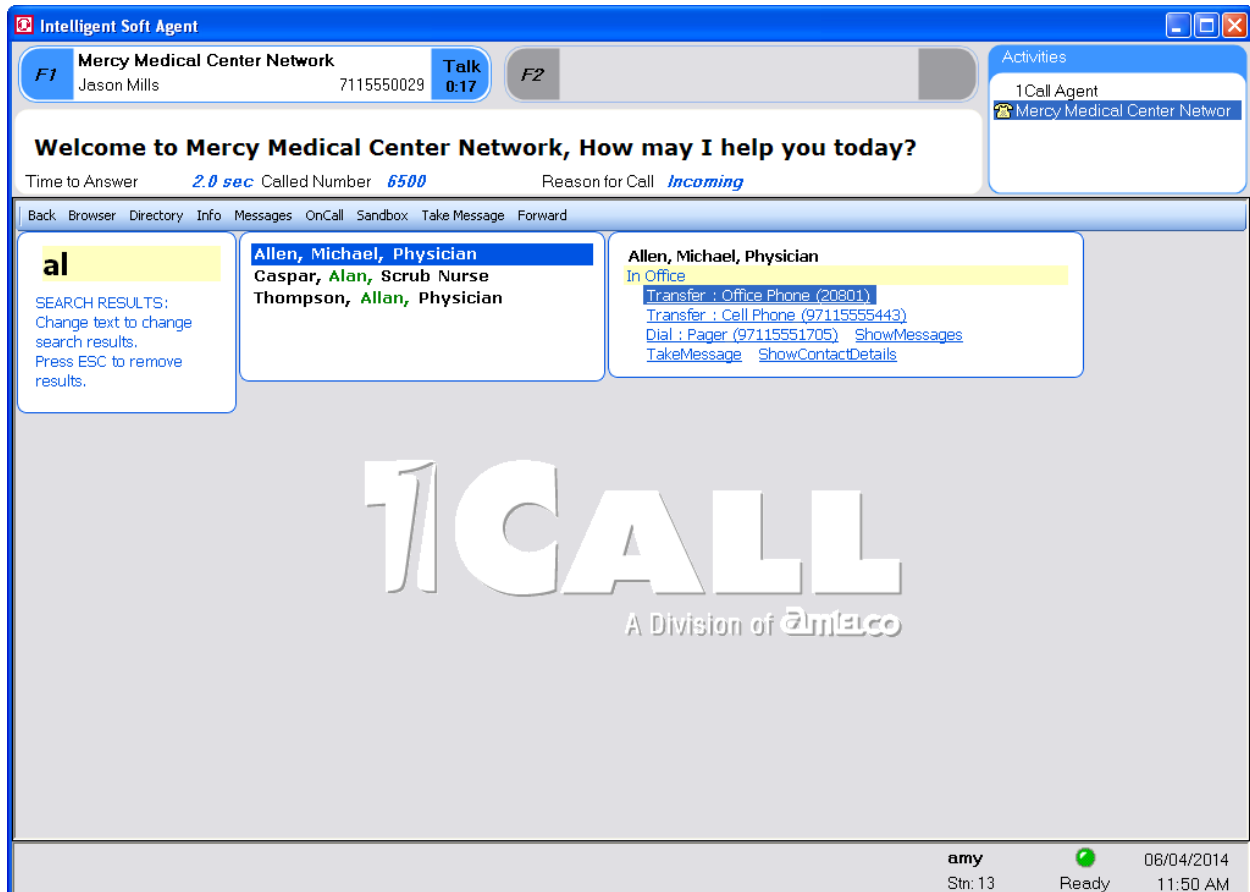 Intelligent Soft Agent
F1 Mercy Medical Center Network Talk
Jason Mills 7115550029 0:17
F2
Activities
1Call Agent
Mercy Medical Center Networ
Welcome to Mercy Medical Center Network, How may I help you today?
Time to Answer 2.0 sec Called Number 6500 Reason for Call Incoming
Back Browser Directory Info Messages OnCall Sandbox Take Message Forward
al
SEARCH RESULTS:
Change text to change
search results.
Press ESC to remove
results.
Allen, Michael, Physician
Caspar, Alan, Scrub Nurse
Thompson, Allan, Physician
Allen, Michael, Physician
In Office
Transfer : Office Phone (20801)
Transfer : Cell Phone (97115555443)
Dial : Pager (97115551705) ShowMessages
TakeMessage ShowContactDetails
1CALL
A Division of amtelco
amy 06/04/2014
Stn: 13 Ready 11:50 AM